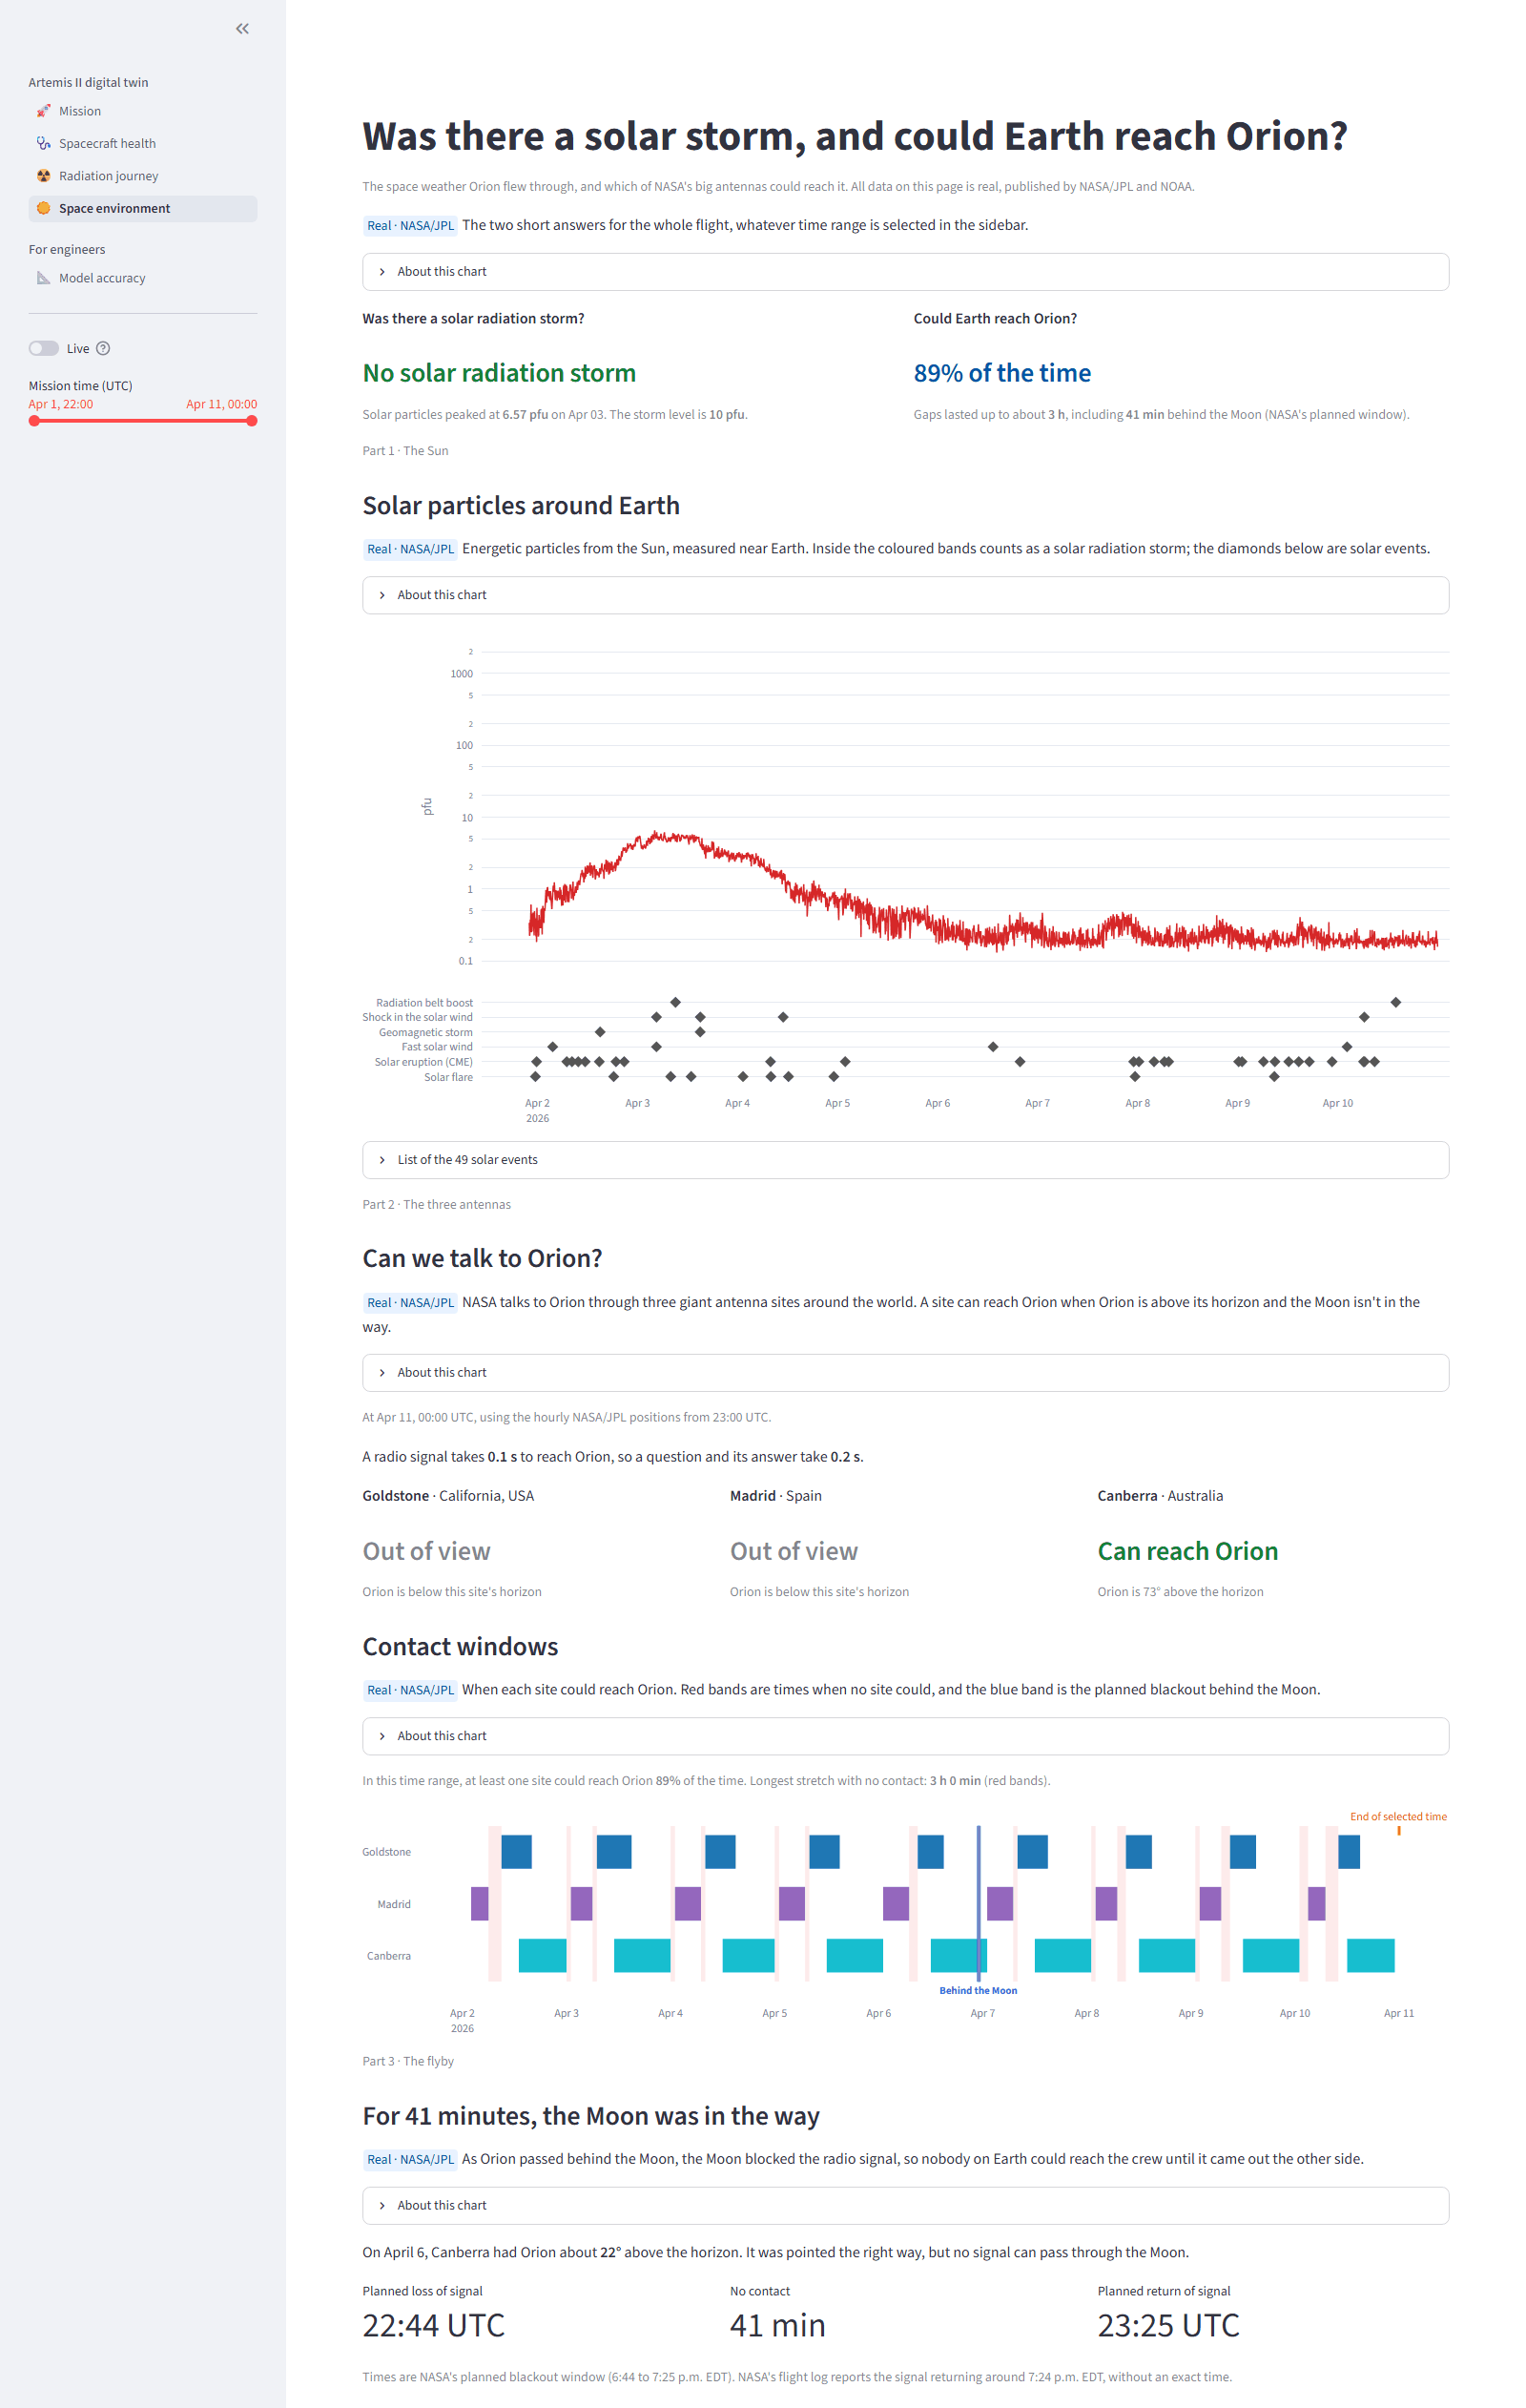 Artemis II digital twin
Mission
Spacecraft health
Radiation journey
Space environment
For engineers
Model accuracy
Live
Mission time (UTC)
Apr 1, 22:00 Apr 11, 00:00
Was there a solar storm, and could Earth reach Orion?
The space weather Orion flew through, and which of NASA's big antennas could reach it. All data on this page is real, published by NASA/JPL and NOAA.
Real · NASA/JPL The two short answers for the whole flight, whatever time range is selected in the sidebar.
About this chart
Was there a solar radiation storm? Could Earth reach Orion?
No solar radiation storm 89% of the time
Solar particles peaked at 6.57 pfu on Apr 03. The storm level is 10 pfu. Gaps lasted up to about 3 h, including 41 min behind the Moon (NASA's planned window).
Part 1 · The Sun
Solar particles around Earth
Real · NASA/JPL Energetic particles from the Sun, measured near Earth. Inside the coloured bands counts as a solar radiation storm; the diamonds below are solar events.
About this chart
2
1000
5
2
100
5
2
pfu
10
5
2
1
5
2
0.1
Radiation belt boost
Shock in the solar wind
Geomagnetic storm
Fast solar wind
Solar eruption (CME)
Solar flare
Apr 2 Apr 3 Apr 4 Apr 5 Apr 6 Apr 7 Apr 8 Apr 9 Apr 10
2026
List of the 49 solar events
Part 2 · The three antennas
Can we talk to Orion?
Real · NASA/JPL NASA talks to Orion through three giant antenna sites around the world. A site can reach Orion when Orion is above its horizon and the Moon isn't in the
way.
About this chart
At Apr 11, 00:00 UTC, using the hourly NASA/JPL positions from 23:00 UTC.
A radio signal takes 0.1 s to reach Orion, so a question and its answer take 0.2 s.
Goldstone · California, USA Madrid · Spain Canberra · Australia
Out of view Out of view Can reach Orion
Orion is below this site's horizon Orion is below this site's horizon Orion is 73° above the horizon
Contact windows
Real · NASA/JPL When each site could reach Orion. Red bands are times when no site could, and the blue band is the planned blackout behind the Moon.
About this chart
In this time range, at least one site could reach Orion 89% of the time. Longest stretch with no contact: 3 h 0 min (red bands).
End of selected time
Goldstone
Madrid
Canberra
Behind the Moon
Apr 2 Apr 3 Apr 4 Apr 5 Apr 6 Apr 7 Apr 8 Apr 9 Apr 10 Apr 11
2026
Part 3 · The flyby
For 41 minutes, the Moon was in the way
Real · NASA/JPL As Orion passed behind the Moon, the Moon blocked the radio signal, so nobody on Earth could reach the crew until it came out the other side.
About this chart
On April 6, Canberra had Orion about 22° above the horizon. It was pointed the right way, but no signal can pass through the Moon.
Planned loss of signal No contact Planned return of signal
22:44 UTC 41 min 23:25 UTC
Times are NASA's planned blackout window (6:44 to 7:25 p.m. EDT). NASA's flight log reports the signal returning around 7:24 p.m. EDT, without an exact time.